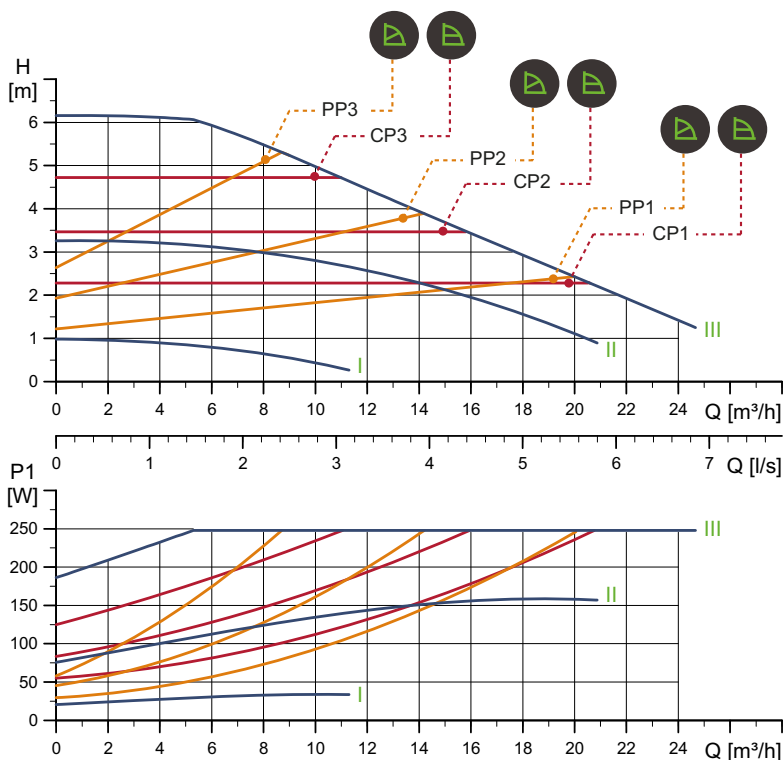 H
[m]
PP3
CP3
PP2
CP2
PP1
CP1
6
5
4
3
2
1
0
I
II
III
0 2 4 6 8 10 12 14 16 18 20 22 24 Q [m³/h]
0 1 2 3 4 5 6 7 Q [l/s]
P1
[W]
250
200
150
100
50
0
III
II
I
0 2 4 6 8 10 12 14 16 18 20 22 24 Q [m³/h]